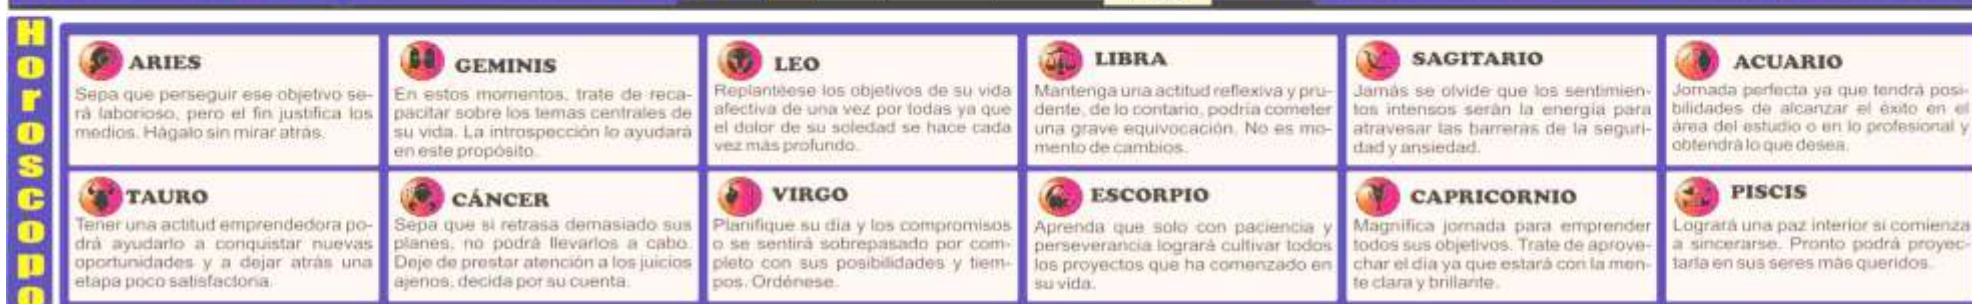 Horóscopo
ARIES
Sepa que perseguir ese objetivo se-
rá laborioso, pero el fin justifica los
medios. Hágalo sin mirar atrás.
TAURO
Tener una actitud emprendedora po-
drá ayudarlo a conquistar nuevas
oportunidades y a dejar atrás una
etapa poco satisfactoria.
GEMINIS
En estos momentos, trate de reca-
pacitar sobre los temas centrales de
su vida. La introspección lo ayudará
en este propósito.
CÁNCER
Sepa que si retrasa demasiado sus
planes, no podrá llevarlos a cabo.
Deje de prestar atención a los juicios
ajenos, decida por su cuenta.
LEO
Replantéese los objetivos de su vida
afectiva de una vez por todas ya que
el dolor de su soledad se hace cada
vez más profundo.
VIRGO
Planifique su día y los compromisos
o se sentirá sobrepasado por com-
pleto con sus posibilidades y tiem-
pos. Ordénese.
LIBRA
Mantenga una actitud reflexiva y pru-
dente, de lo contario, podría cometer
una grave equivocación. No es mo-
mento de cambios.
ESCORPIO
Aprenda que solo con paciencia y
perseverancia logrará cultivar todos
los proyectos que ha comenzado en
su vida.
SAGITARIO
Jamás se olvide que los sentimien-
tos intensos serán la energía para
atravesar las barreras de la seguri-
dad y ansiedad.
CAPRICORNIO
Magnífica jornada para emprender
todos sus objetivos. Trate de aprove-
char el día ya que estará con la men-
te clara y brillante.
ACUARIO
Jornada perfecta ya que tendrá posi-
bilidades de alcanzar el éxito en el
área del estudio o en lo profesional y
obtendrá lo que desea.
PISCIS
Logrará una paz interior si comienza
a sincerarse. Pronto podrá proyec-
tarla en sus seres más queridos.